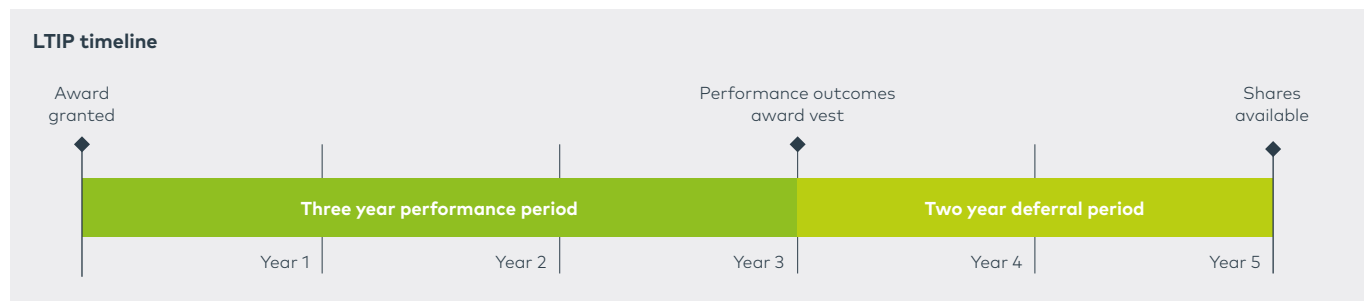 LTIP timeline
Award
granted
Performance outcomes
award vest
Shares
available
Three year performance period
Two year deferral period
Year 1
Year 2
Year 3
Year 4
Year 5